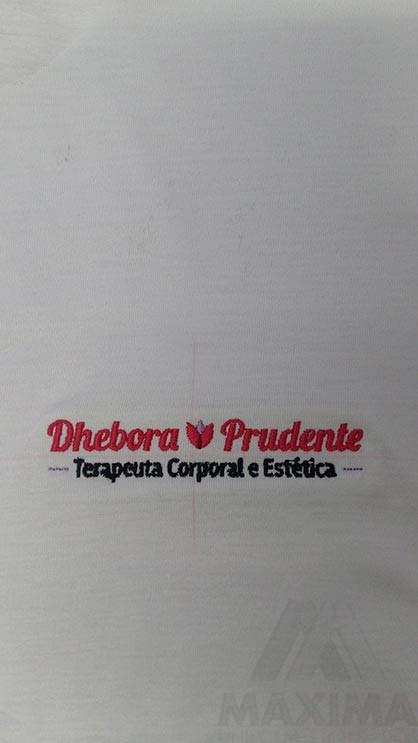 Dhebora Prudente
Terapeuta Corporal e Estética
MAXIMA